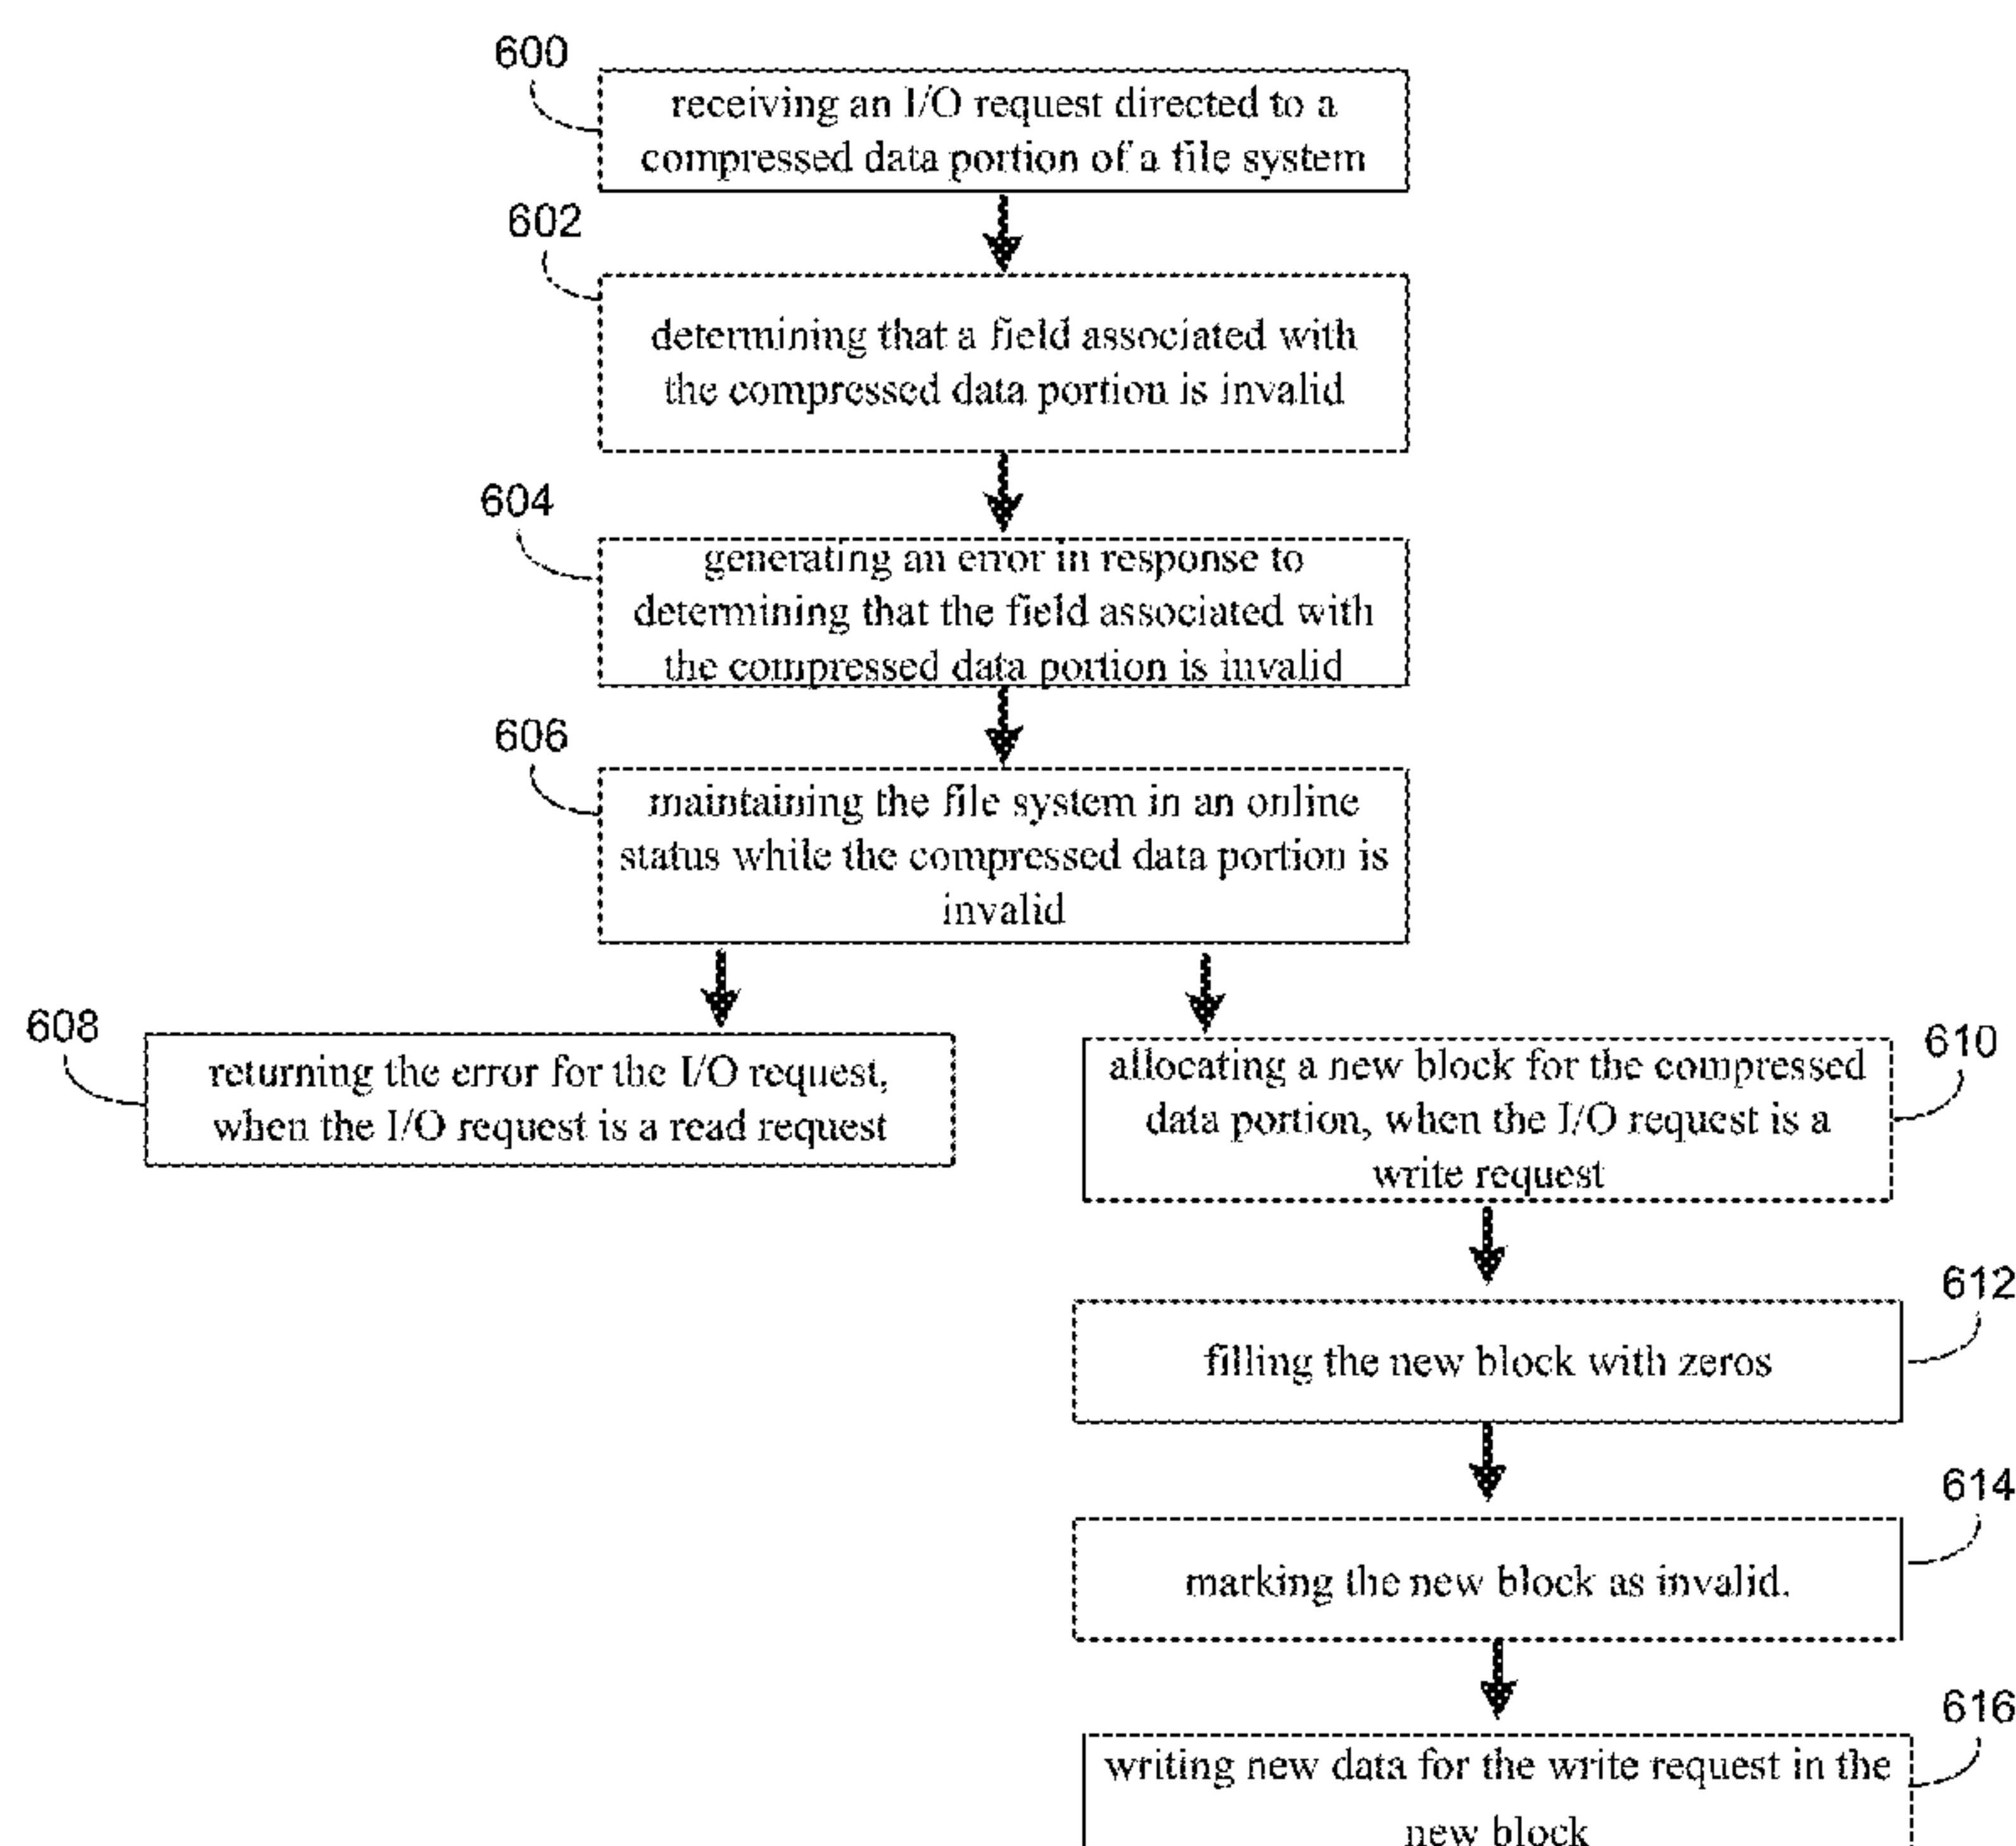 600
receiving an I/O request directed to a
compressed data portion of a file system
602
determining that a field associated with
the compressed data portion is invalid
604
generating an error in response to
determining that the field associated with
the compressed data portion is invalid
606
maintaining the file system in an online
status while the compressed data portion is
invalid
608
returning the error for the I/O request,
when the I/O request is a read request
610
allocating a new block for the compressed
data portion, when the I/O request is a
write request
612
filling the new block with zeros
614
marking the new block as invalid.
616
writing new data for the write request in the
new block